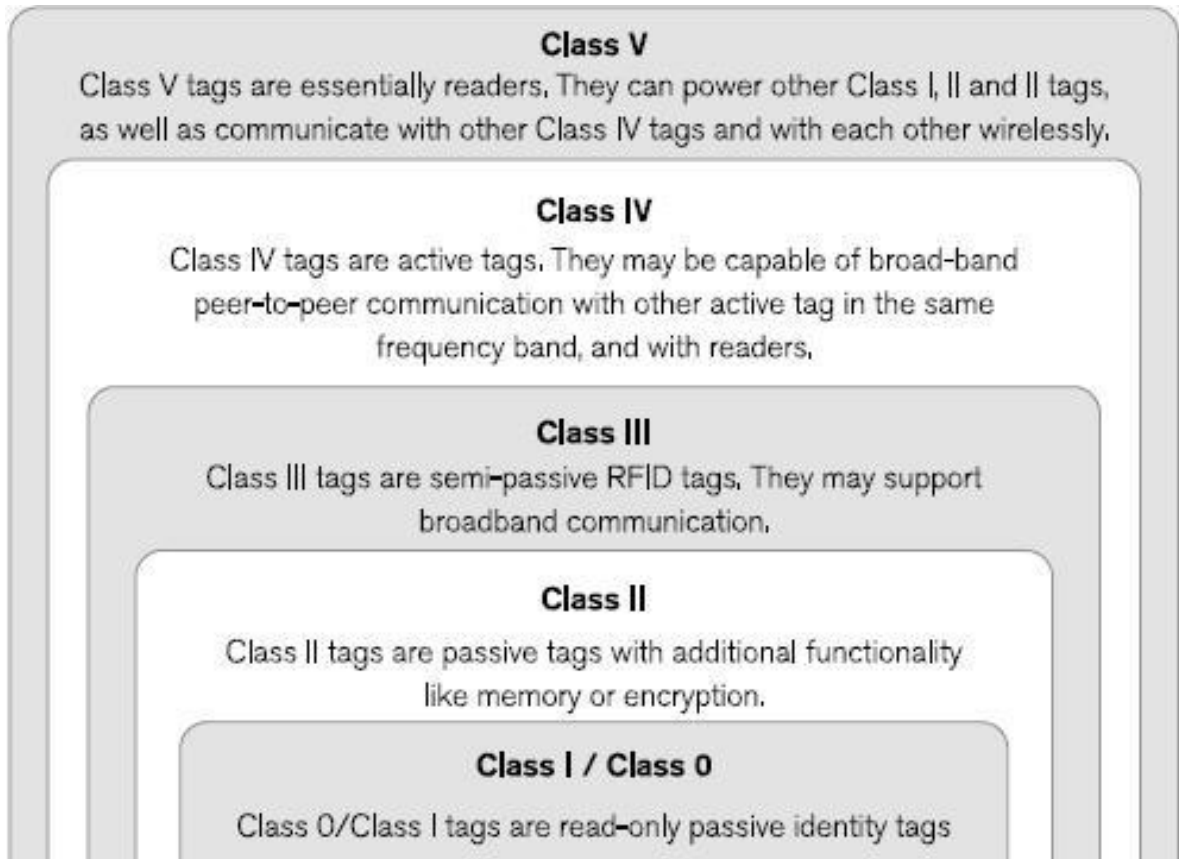 Class V
Class V tags are essentially readers. They can power other Class I, II and II tags,
as well as communicate with other Class IV tags and with each other wirelessly.
Class IV
Class IV tags are active tags. They may be capable of broad-band
peer-to-peer communication with other active tag in the same
frequency band, and with readers.
Class III
Class III tags are semi-passive RFID tags. They may support
broadband communication.
Class II
Class II tags are passive tags with additional functionality
like memory or encryption.
Class I / Class 0
Class 0/Class I tags are read-only passive identity tags